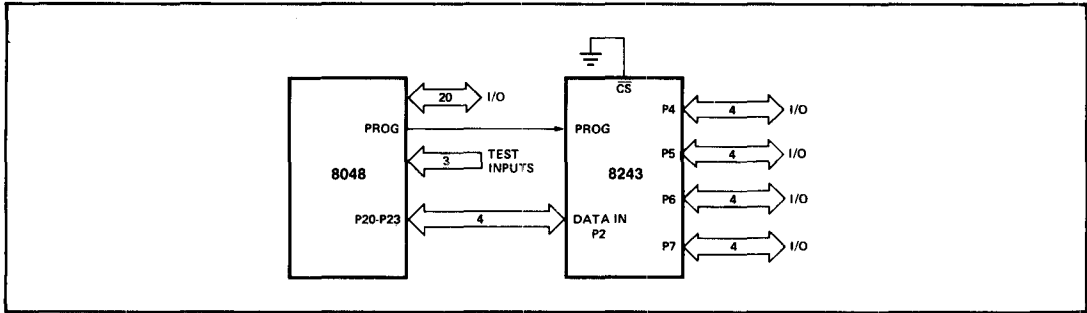 CS
20 I/O
P4 4 I/O
PROG PROG
3 TEST
INPUTS
P5 4 I/O
8048 8243
P6 4 I/O
P20-P23 4 DATA IN
P2
P7 4 I/O